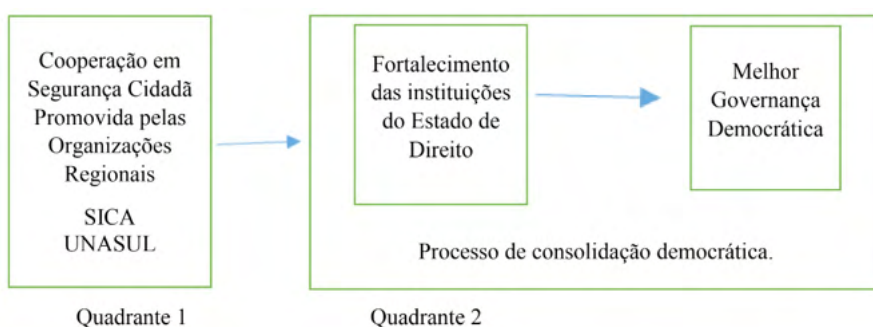 Cooperação em
Segurança Cidadã
Promovida pelas
Organizações
Regionais
SICA
UNASUL
Fortalecimento
das instituições
do Estado de
Direito
Melhor
Governança
Democrática
Processo de consolidação democrática.
Quadrante 1
Quadrante 2